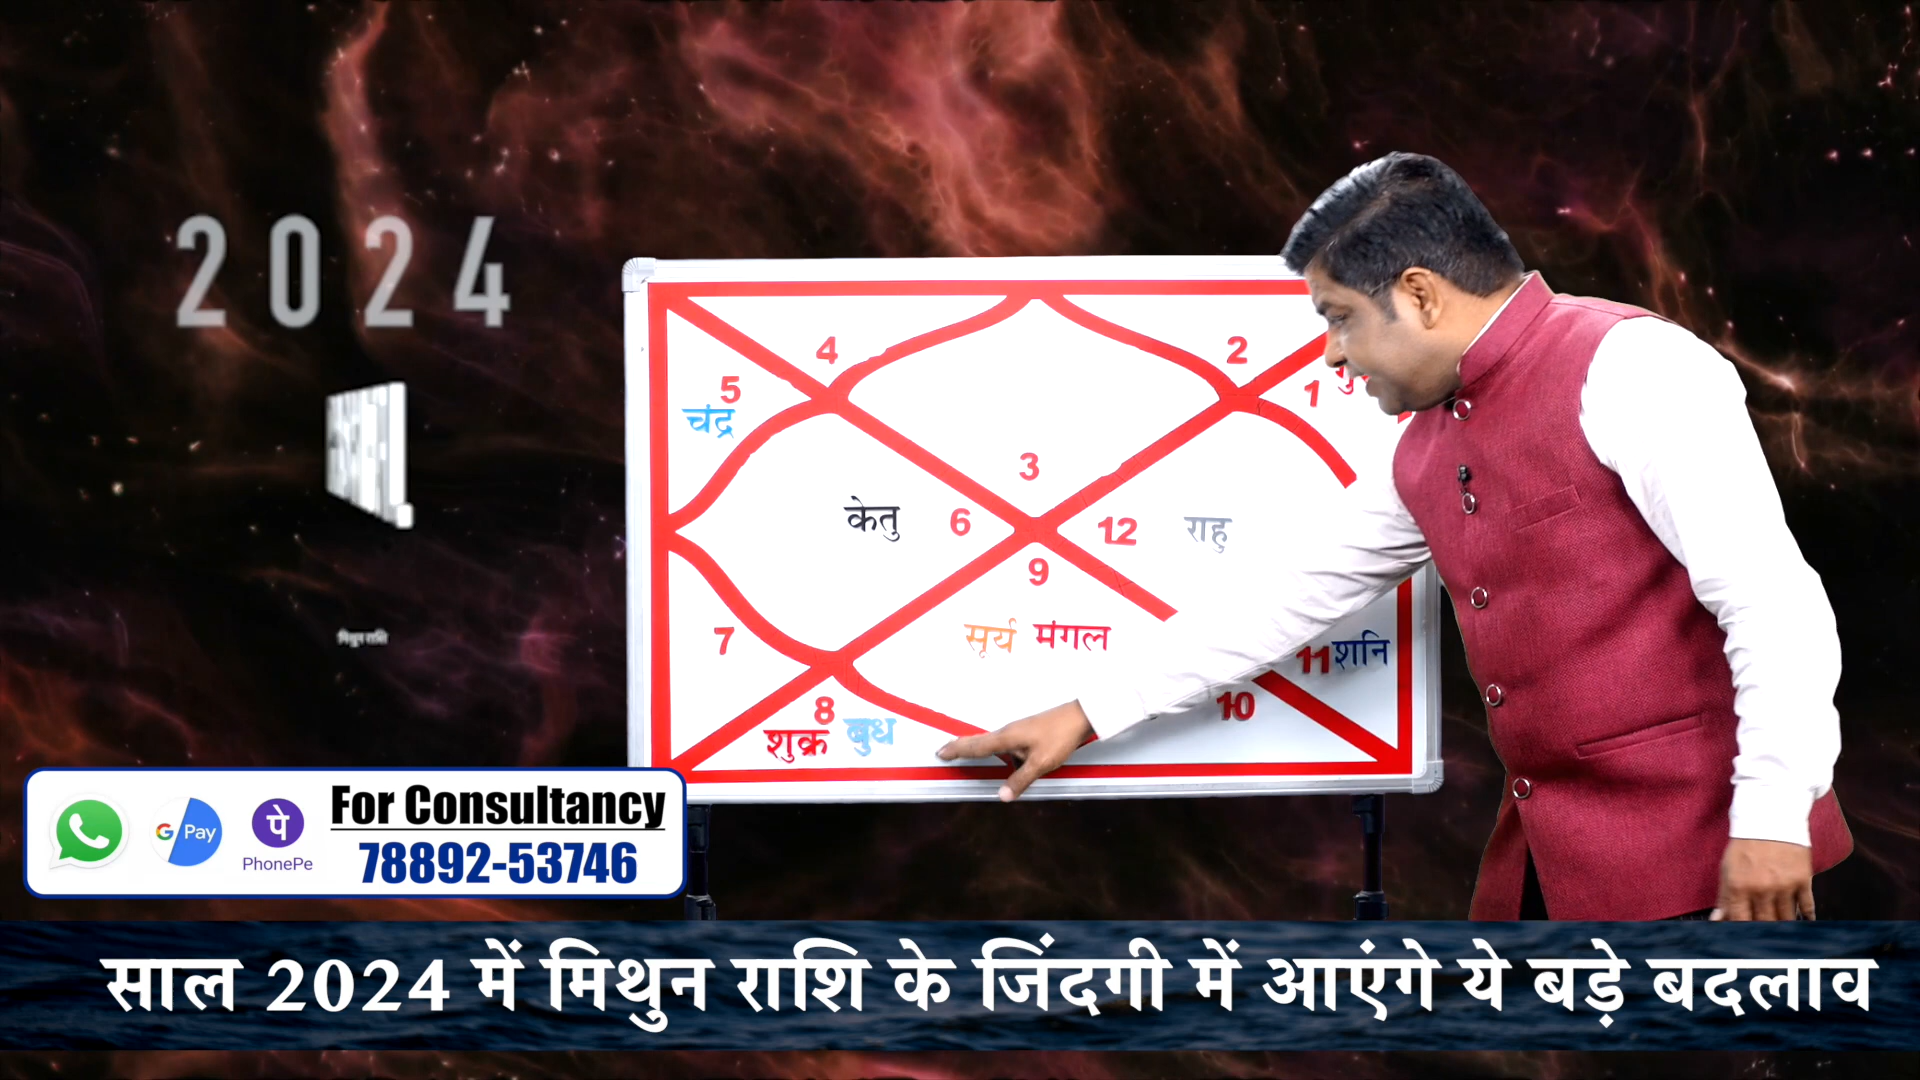 2024
मिथुन राशि
4
2
5
1
चंद्र
3
केतु 6 12 राहु
9
7 सूर्य मंगल 11 शनि
8 10
शुक्र बुध
G Pay
पे
PhonePe
For Consultancy
78892-53746
साल 2024 में मिथुन राशि के जिंदगी में आएंगे ये बड़े बदलाव